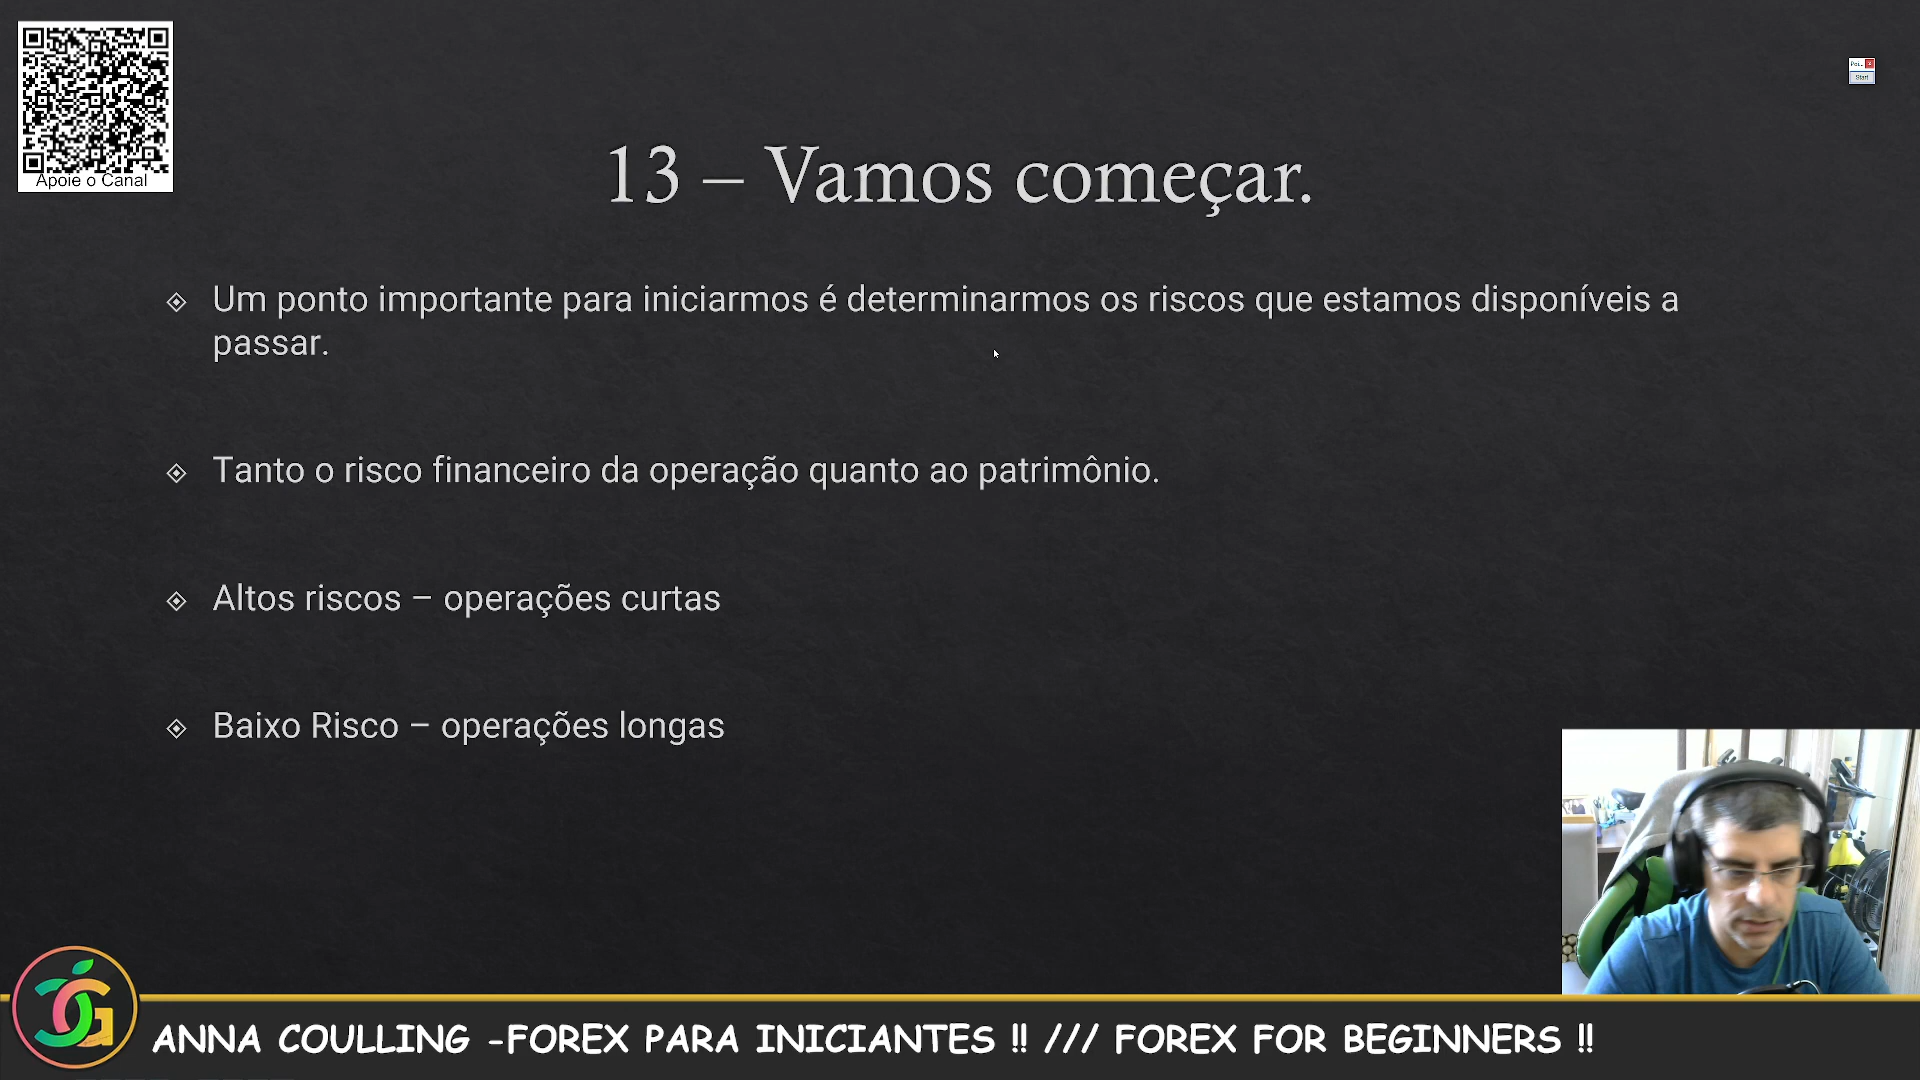 Apoie o Canal
Poi...
Start
13 – Vamos começar.
Um ponto importante para iniciarmos é determinarmos os riscos que estamos disponíveis a
passar.
Tanto o risco financeiro da operação quanto ao patrimônio.
Altos riscos – operações curtas
Baixo Risco – operações longas
ANNA COULLING -FOREX PARA INICIANTES !! /// FOREX FOR BEGINNERS !!